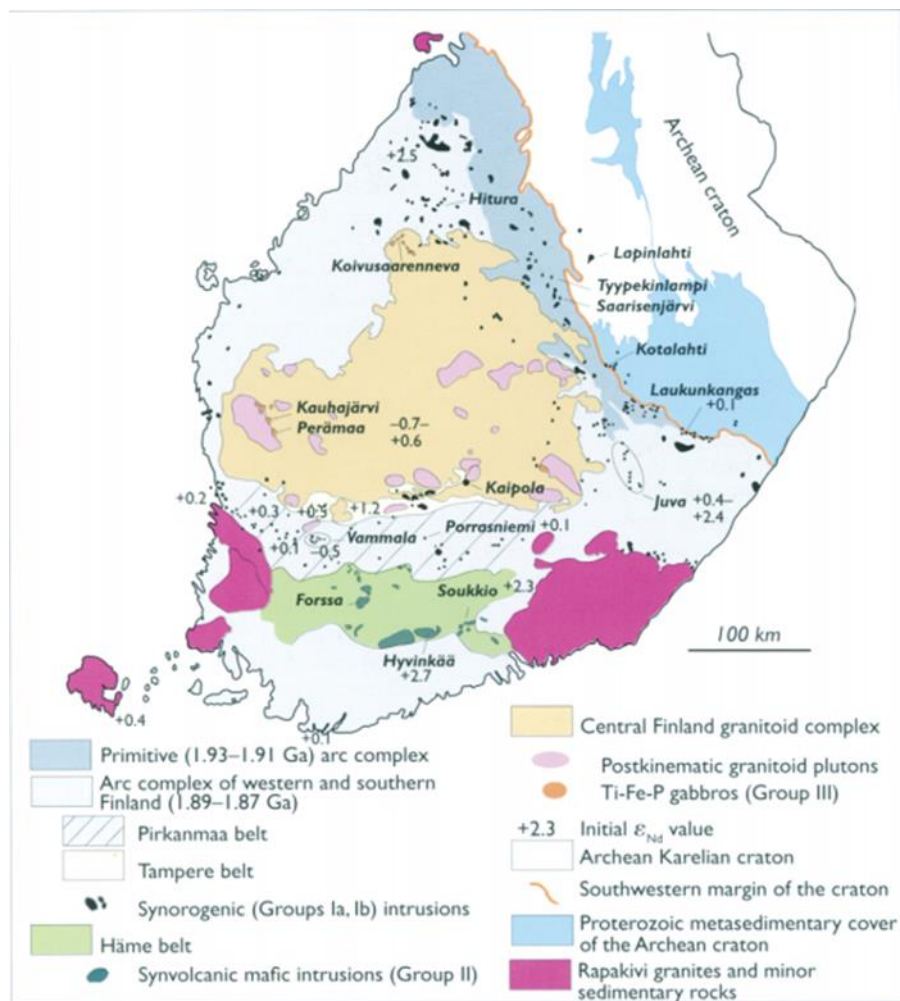 +2.5
Hitura
Archean craton
Koivusaarenneva
Lapinlahti
Tyypekinlampi
Saarisenjärvi
Kotalahti
Laukunkangas
+0.1
Kauhajärvi
Perämaa
–0.7–
+0.6
Kaipola
Juva
+0.4–
+2.4
+0.2
+0.3
+0.3
+1.2
+0.1
–0.5
Vammala
Porrasniemi
+0.1
Forssa
Soukkio
+2.3
Hyvinkää
+2.7
100 km
+0.4
+0.1
Primitive (1.93–1.91 Ga) arc complex
Arc complex of western and southern
Finland (1.89–1.87 Ga)
Pirkanmaa belt
Tampere belt
Synorogenic (Groups Ia, Ib) intrusions
Häme belt
Synvolcanic mafic intrusions (Group II)
Central Finland granitoid complex
Postkinematic granitoid plutons
Ti-Fe-P gabbros (Group III)
+2.3 Initial εNd value
Archean Karelian craton
Southwestern margin of the craton
Proterozoic metasedimentary cover
of the Archean craton
Rapakivi granites and minor
sedimentary rocks